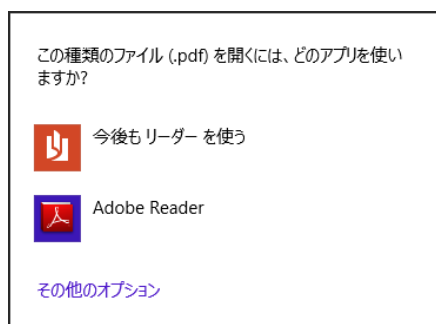 この種類のファイル (.pdf) を開くには、どのアプリを使い
ますか?
今後も リーダー を使う
Adobe Reader
その他のオプション